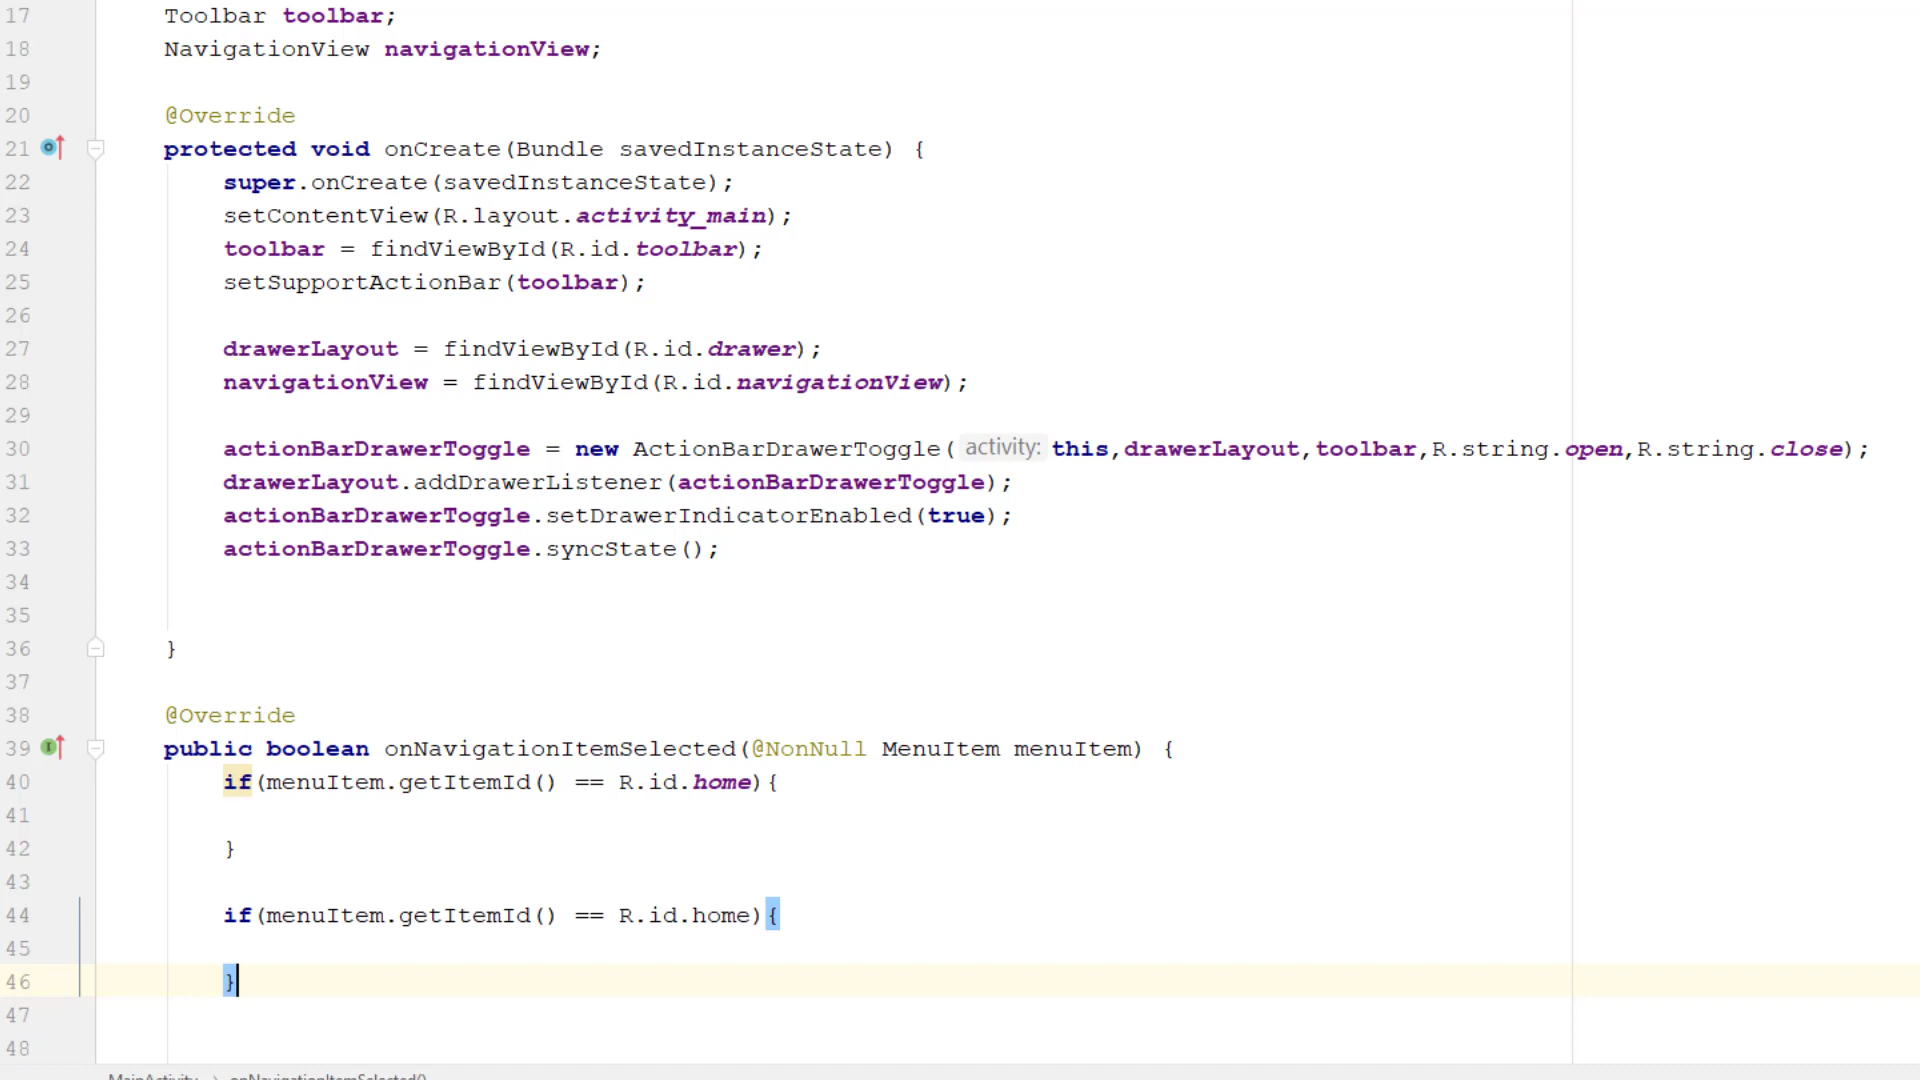 17 Toolbar toolbar;
18 NavigationView navigationView;
19
20 @Override
21 protected void onCreate(Bundle savedInstanceState) {
22 super.onCreate(savedInstanceState);
23 setContentView(R.layout.activity_main);
24 toolbar = findViewById(R.id.toolbar);
25 setSupportActionBar(toolbar);
26
27 drawerLayout = findViewById(R.id.drawer);
28 navigationView = findViewById(R.id.navigationView);
29
30 actionBarDrawerToggle = new ActionBarDrawerToggle( activity: this,drawerLayout,toolbar,R.string.open,R.string.close);
31 drawerLayout.addDrawerListener(actionBarDrawerToggle);
32 actionBarDrawerToggle.setDrawerIndicatorEnabled(true);
33 actionBarDrawerToggle.syncState();
34
35
36 }
37
38 @Override
39 public boolean onNavigationItemSelected(@NonNull MenuItem menuItem) {
40 if(menuItem.getItemId() == R.id.home){
41
42 }
43
44 if(menuItem.getItemId() == R.id.home){
45
46 }
47
48
MainActivity > onNavigationItemSelected()